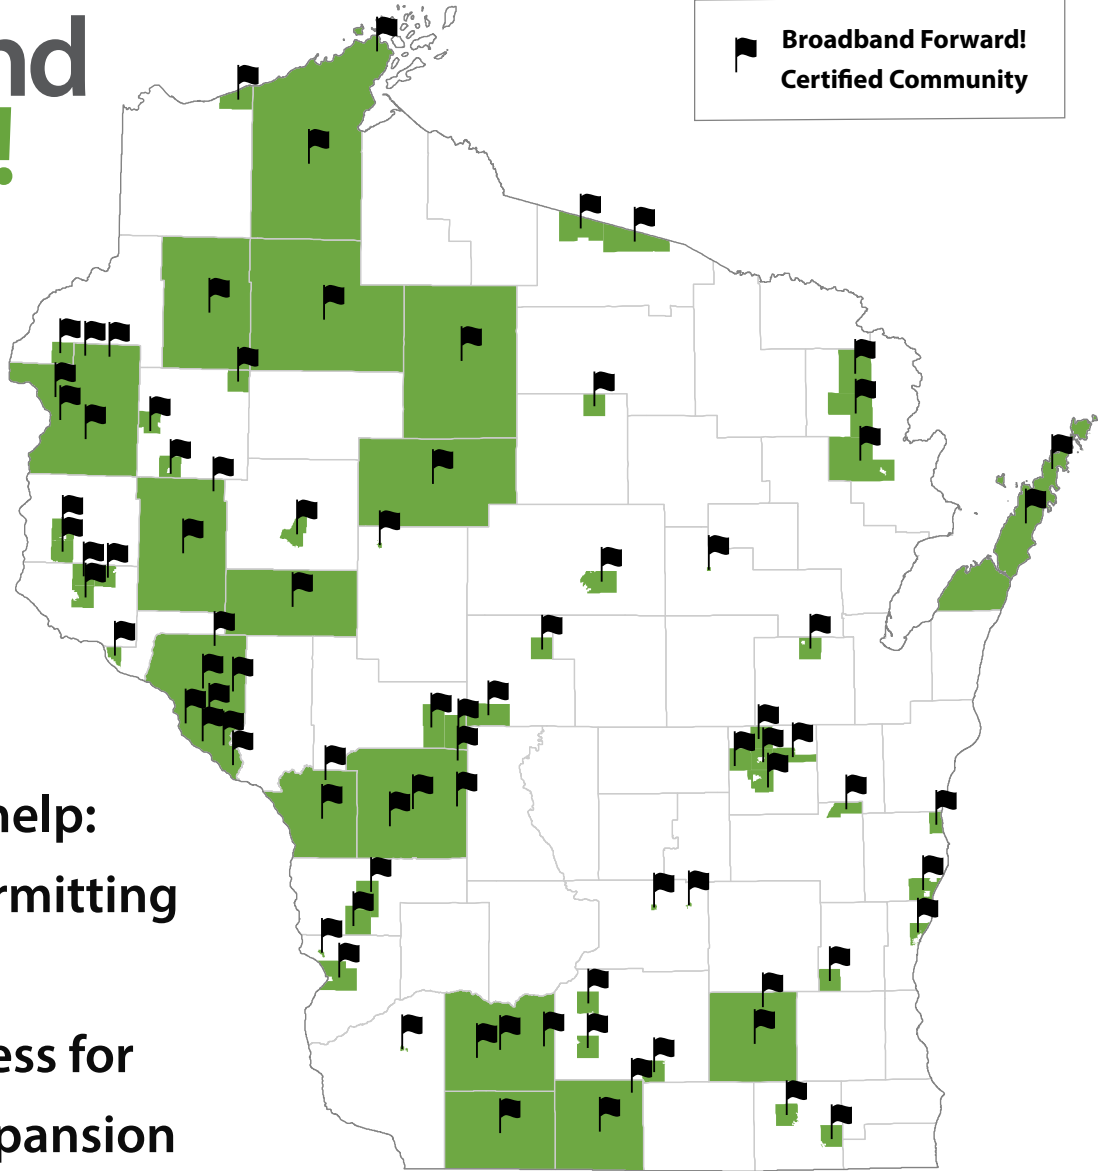 nd
!
Broadband Forward!
Certified Community
help:
rmitting
ess for
pansion